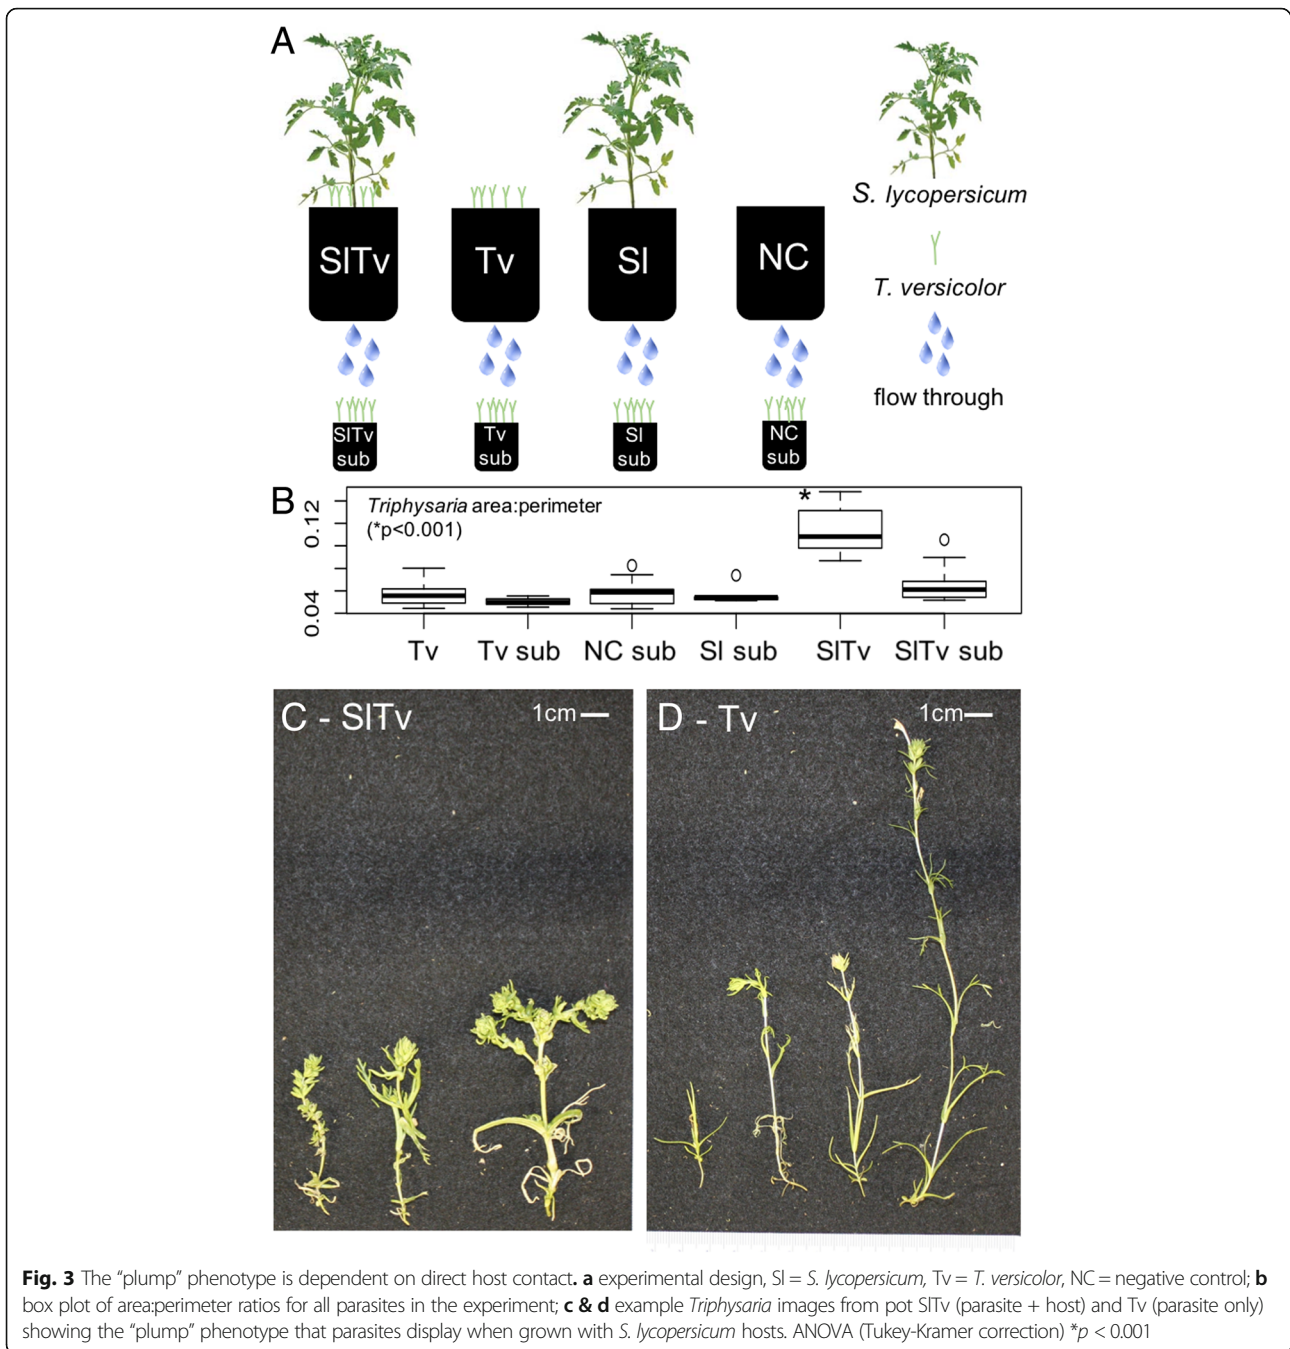 A
SlTv
Tv
Sl
NC
S. lycopersicum
T. versicolor
flow through
SlTv
sub
Tv
sub
Sl
sub
NC
sub
B
Triphysaria area:perimeter
(*p<0.001)
*
0.12
0.04
Tv
Tv sub
NC sub
Sl sub
SlTv
SlTv sub
C - SlTv
1cm
D - Tv
1cm
Fig. 3 The “plump” phenotype is dependent on direct host contact. a experimental design, Sl = S. lycopersicum, Tv = T. versicolor, NC = negative control; b
box plot of area:perimeter ratios for all parasites in the experiment; c & d example Triphysaria images from pot SlTv (parasite + host) and Tv (parasite only)
showing the “plump” phenotype that parasites display when grown with S. lycopersicum hosts. ANOVA (Tukey-Kramer correction) *p < 0.001